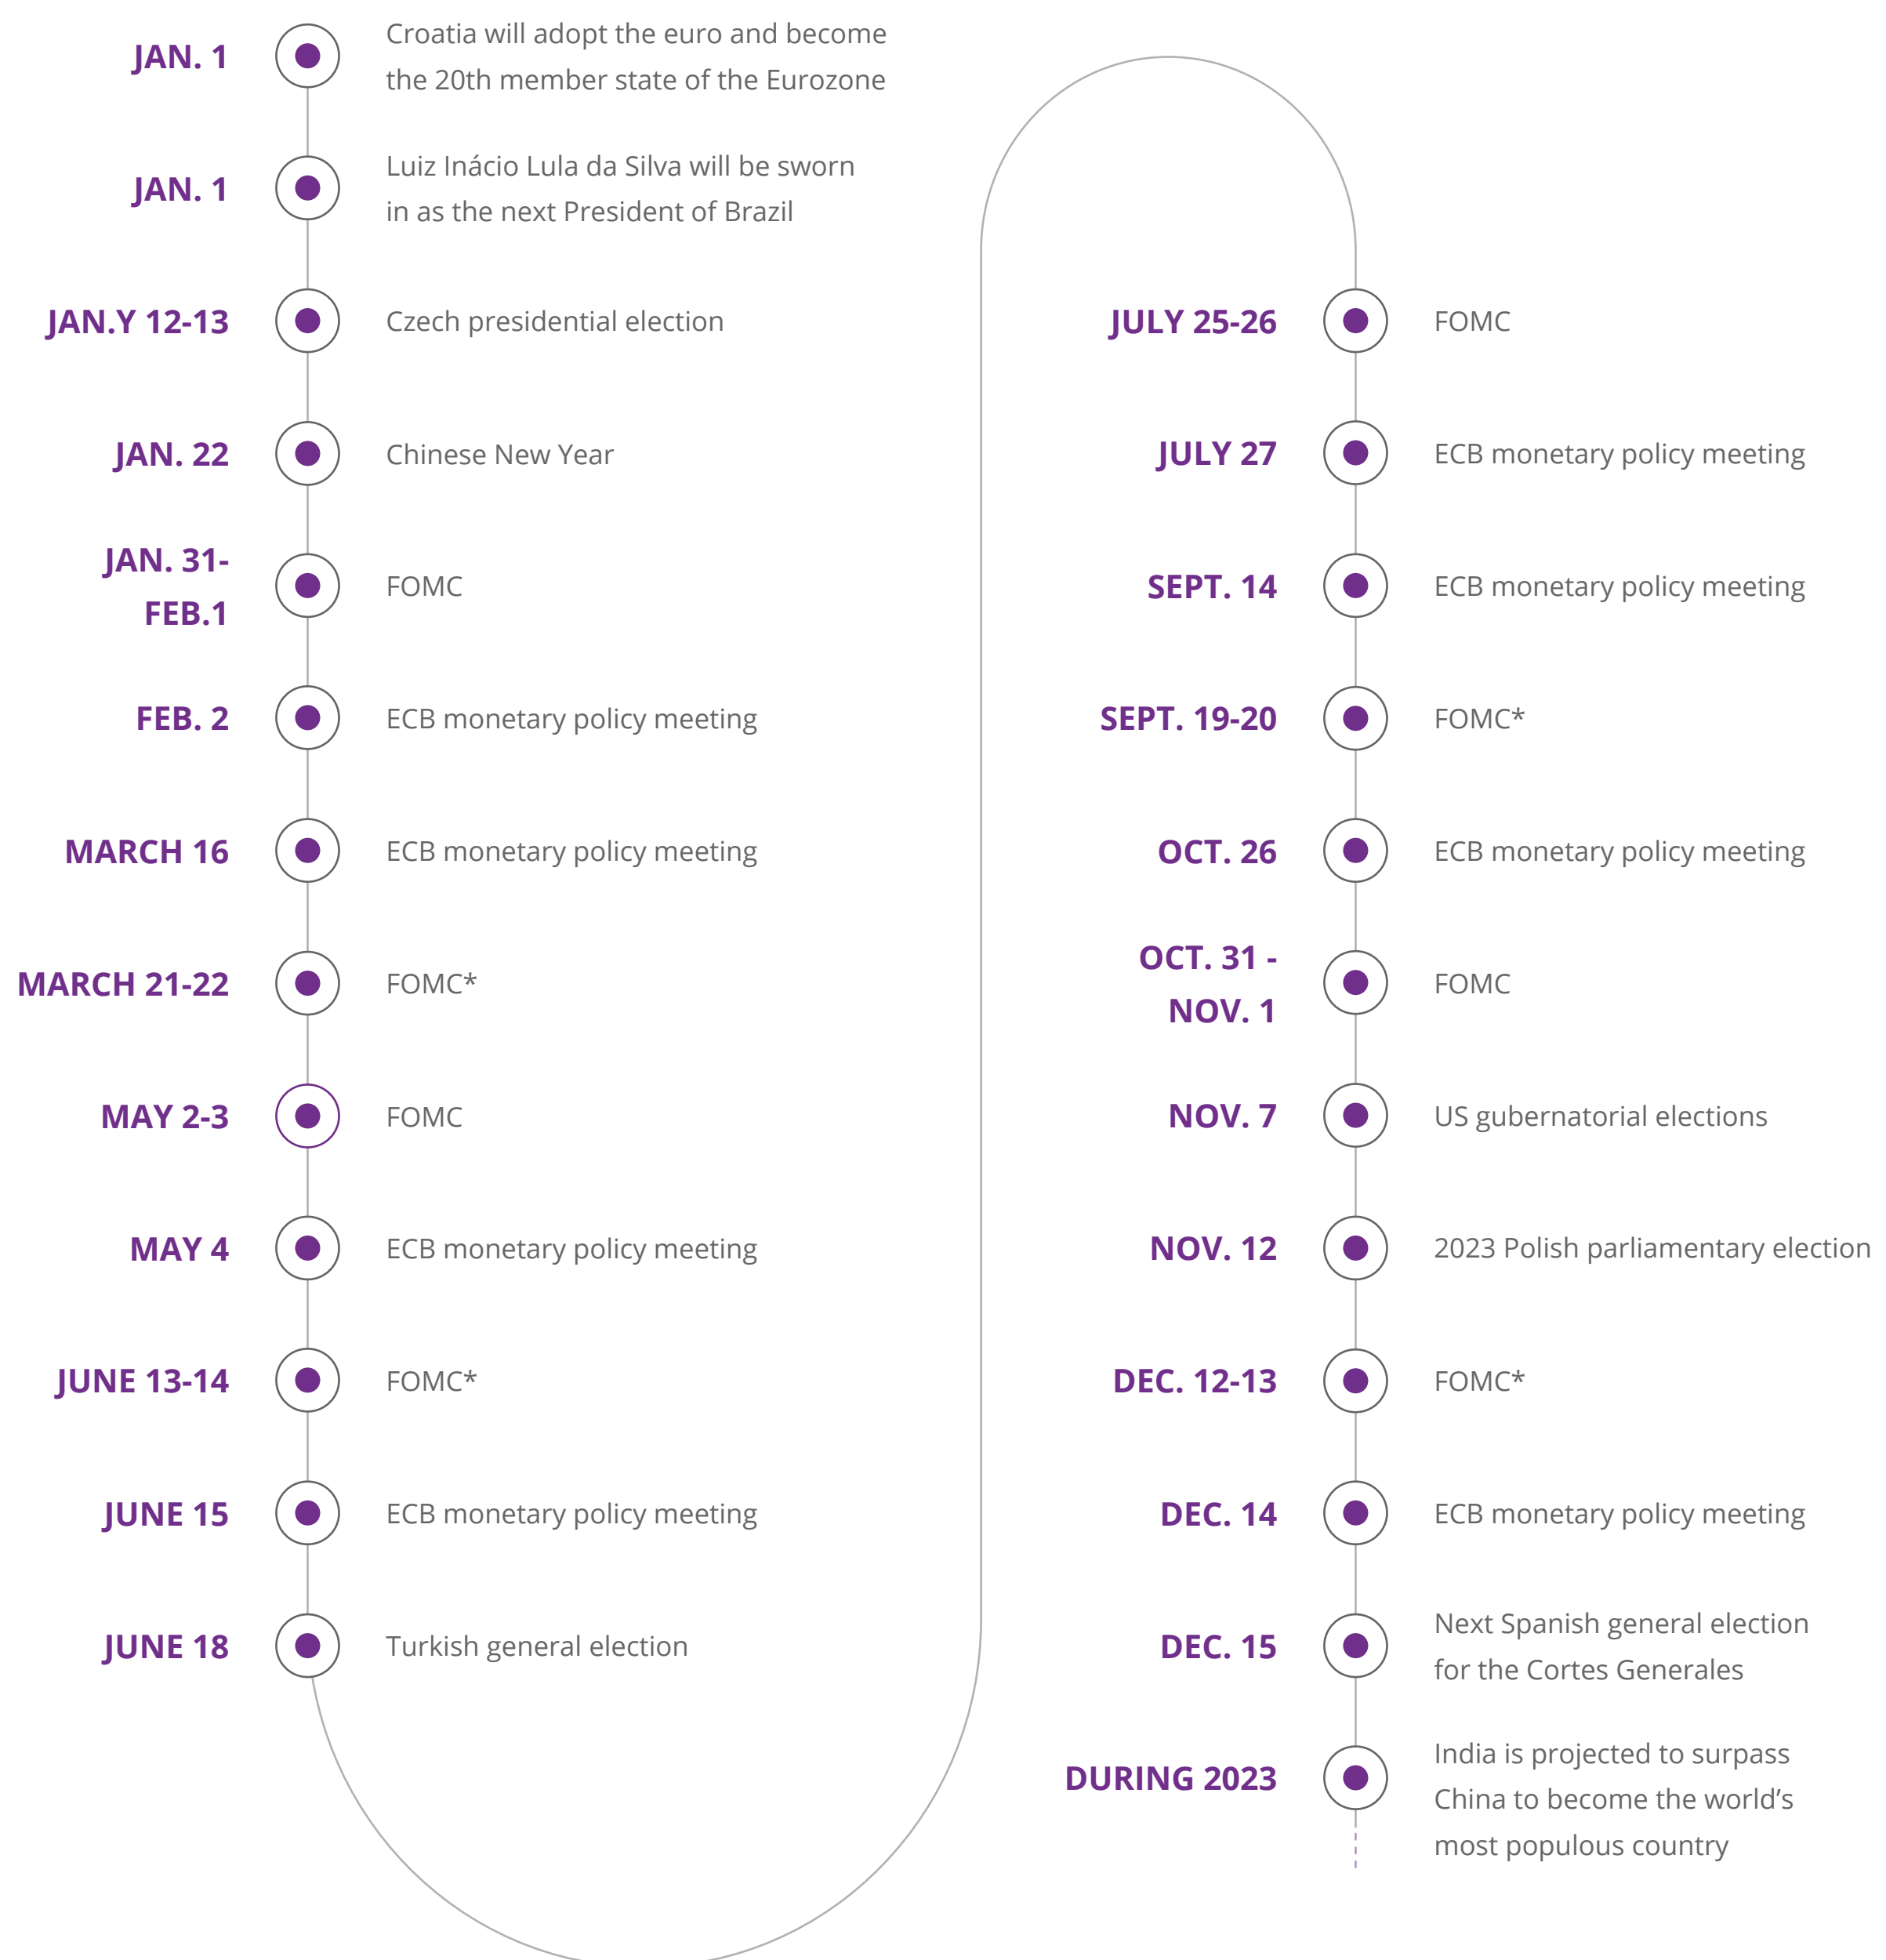 JAN. 1
Croatia will adopt the euro and become
the 20th member state of the Eurozone
JAN. 1
Luiz Inácio Lula da Silva will be sworn
in as the next President of Brazil
JAN.Y 12-13
Czech presidential election
JAN. 22
Chinese New Year
JAN. 31-
FEB.1
FOMC
FEB. 2
ECB monetary policy meeting
MARCH 16
ECB monetary policy meeting
MARCH 21-22
FOMC*
MAY 2-3
FOMC
MAY 4
ECB monetary policy meeting
JUNE 13-14
FOMC*
JUNE 15
ECB monetary policy meeting
JUNE 18
Turkish general election
JULY 25-26
FOMC
JULY 27
ECB monetary policy meeting
SEPT. 14
ECB monetary policy meeting
SEPT. 19-20
FOMC*
OCT. 26
ECB monetary policy meeting
OCT. 31 -
NOV. 1
FOMC
NOV. 7
US gubernatorial elections
NOV. 12
2023 Polish parliamentary election
DEC. 12-13
FOMC*
DEC. 14
ECB monetary policy meeting
DEC. 15
Next Spanish general election
for the Cortes Generales
DURING 2023
India is projected to surpass
China to become the world’s
most populous country